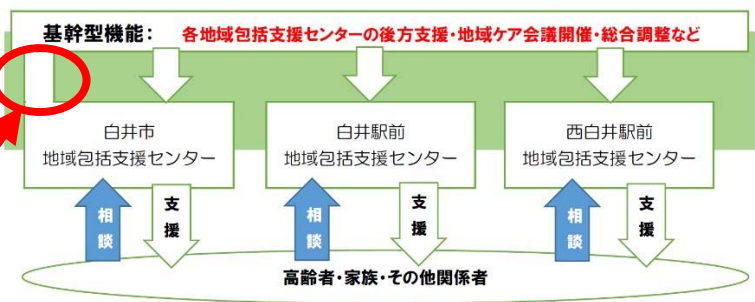 基幹型機能： 各地域包括支援センターの後方支援・地域ケア会議開催・総合調整など
白井市
地域包括支援センター
白井駅前
地域包括支援センター
西白井駅前
地域包括支援センター
相談
支援
相談
支援
相談
支援
高齢者・家族・その他関係者